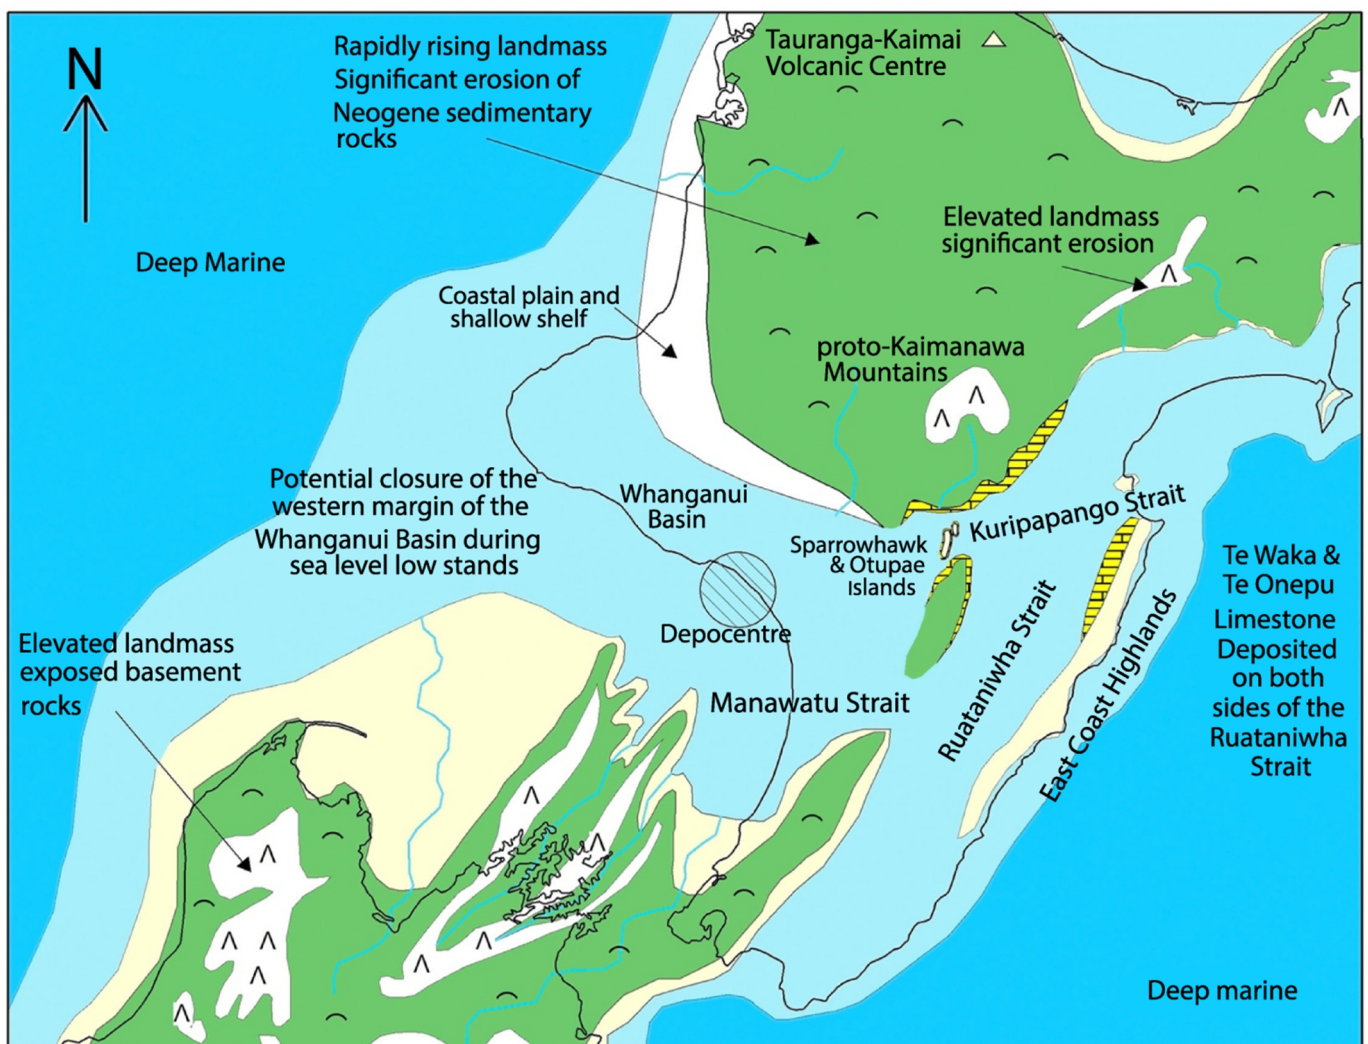 N
Rapidly rising landmass
Significant erosion of
Neogene sedimentary
rocks
Tauranga-Kaimai
Volcanic Centre
Deep Marine
Elevated landmass
significant erosion
Coastal plain and
shallow shelf
proto-Kaimanawa
Mountains
Potential closure of the
western margin of the
Whanganui Basin during
sea level low stands
Whanganui
Basin
Kuripapango Strait
Sparrowhawk
& Otupae
Islands
Depocentre
Manawatu Strait
Ruataniwha Strait
East Coast Highlands
Te Waka &
Te Onepu
Limestone
Deposited
on both
sides of the
Ruataniwha
Strait
Elevated landmass
exposed basement
rocks
Deep marine